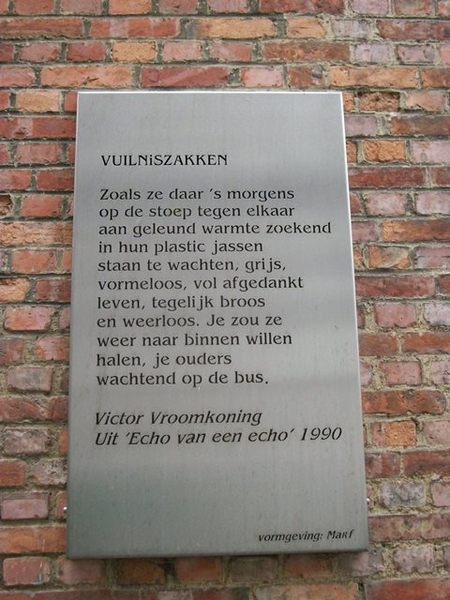 VUILNiSZAKKEN
Zoals ze daar 's morgens
op de stoep tegen elkaar
aan geleund warmte zoekend
in hun plastic jassen
staan te wachten, grijs,
vormeloos, vol afgedankt
leven, tegelijk broos
en weerloos. Je zou ze
weer naar binnen willen
halen, je ouders
wachtend op de bus.
Victor Vroomkoning
Uit 'Echo van een echo' 1990
vormgeving: Marf